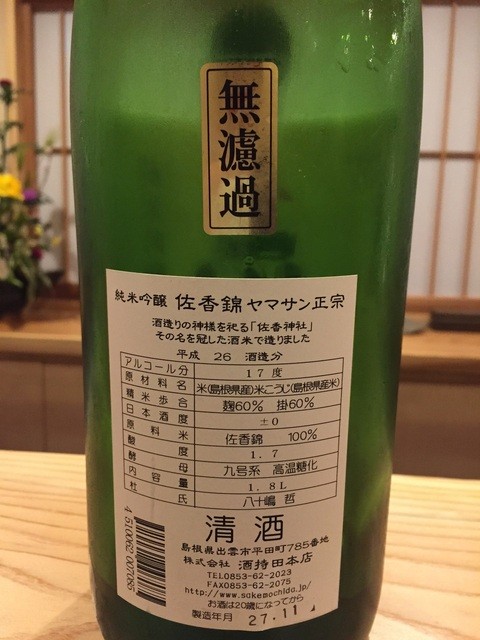 無濾過
純米吟醸 佐香錦 ヤマサン正宗
酒造りの神様を祀る「佐香神社」
その名を冠した酒米で造りました
平成 26 酒造分
アルコール分 17度
原材料名 米(島根県産)米こうじ(島根県産米)
精米歩合 麹60% 掛60%
日本酒度 ±0
原料米 佐香錦 100%
酸度 1.7
酵母 九号系 高温糖化
内容量 1.8L
杜氏 八十嶋 哲
清酒
島根県出雲市平田町785番地
株式会社 酒持田本店
TEL0853-62-2023
FAX0853-62-2075
http://www.sakemochida.jp/
お酒は20歳になってから
製造年月 27.11
4 510062 007085